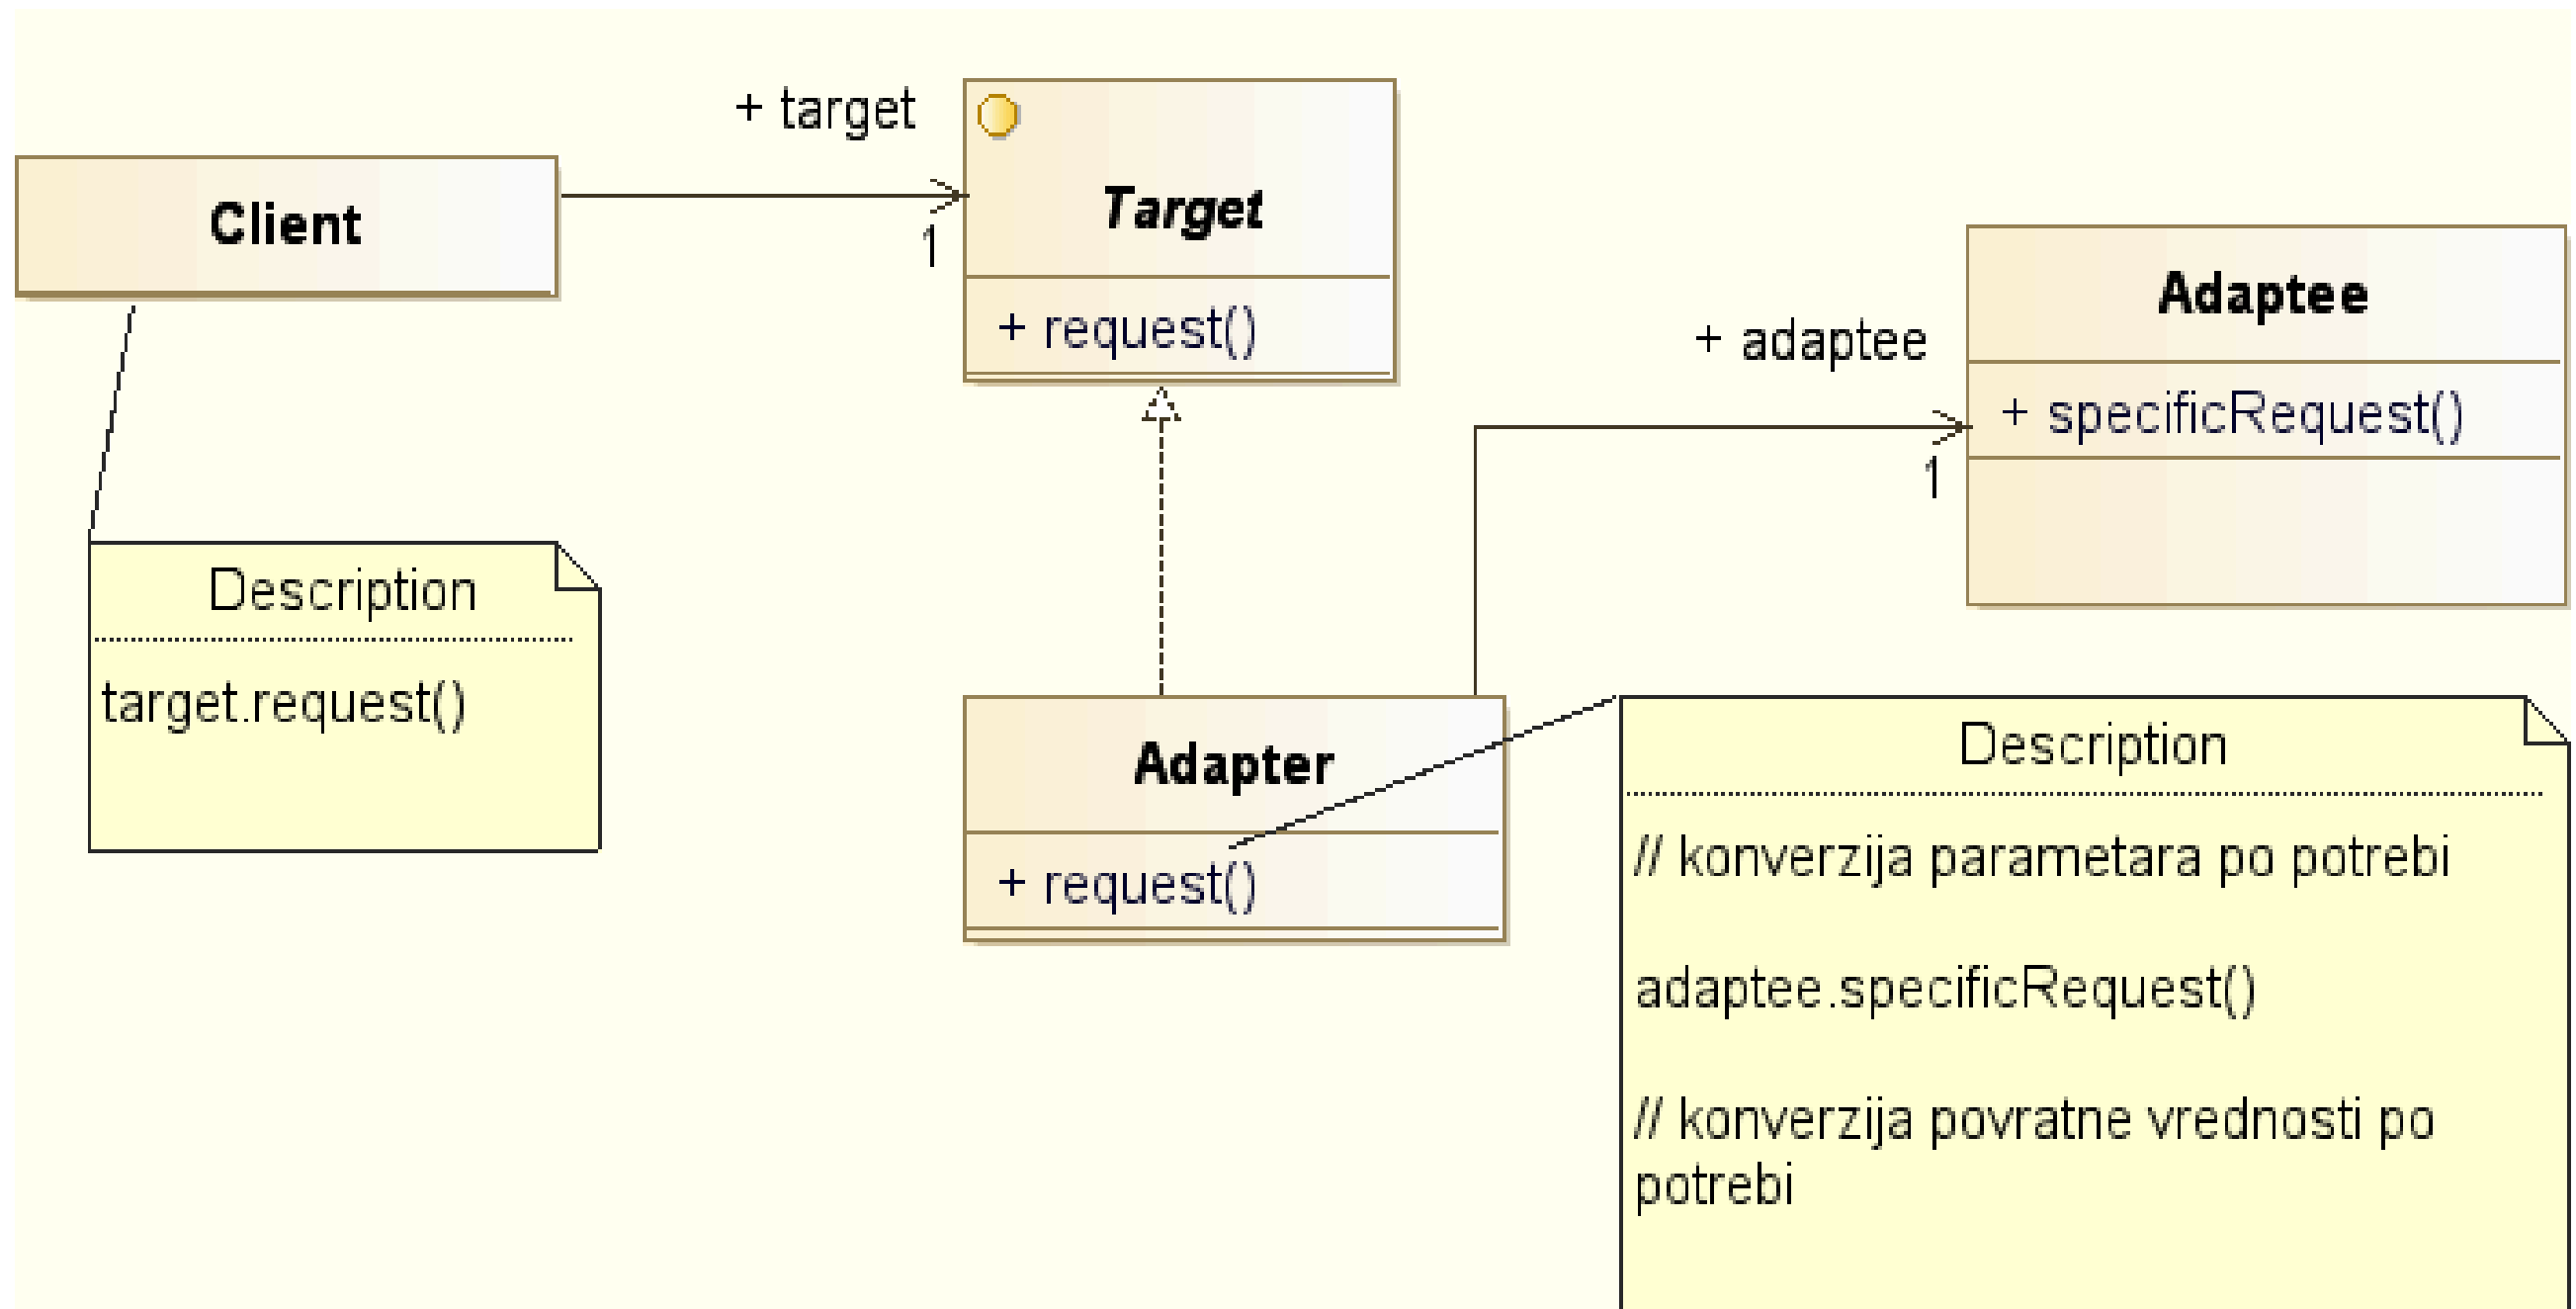 + target
Client
1
Target
+ request()
Adaptee
+ adaptee
+ specificRequest()
1
Description
target.request()
Adapter
+ request()
Description
// konverzija parametara po potrebi
adaptee.specificRequest()
// konverzija povratne vrednosti po
potrebi